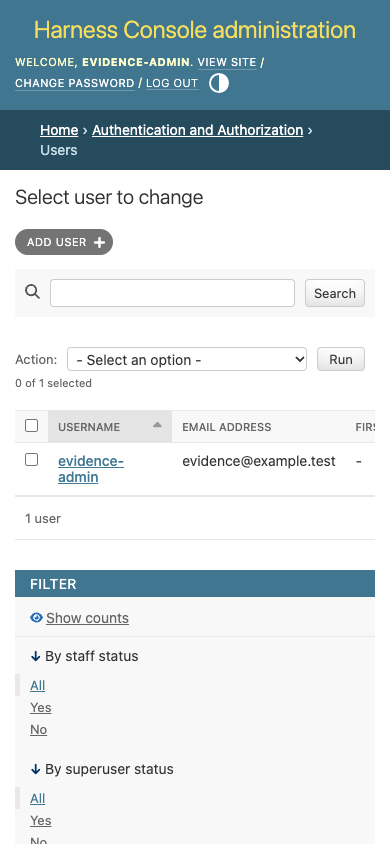 Harness Console administration
WELCOME, EVIDENCE-ADMIN. VIEW SITE /
CHANGE PASSWORD / LOG OUT
Home › Authentication and Authorization ›
Users
Select user to change
ADD USER
Search
Action: - Select an option - Run
0 of 1 selected
USERNAME EMAIL ADDRESS FIRS
evidence- evidence@example.test -
admin
1 user
FILTER
Show counts
By staff status
All
Yes
No
By superuser status
All
Yes
No